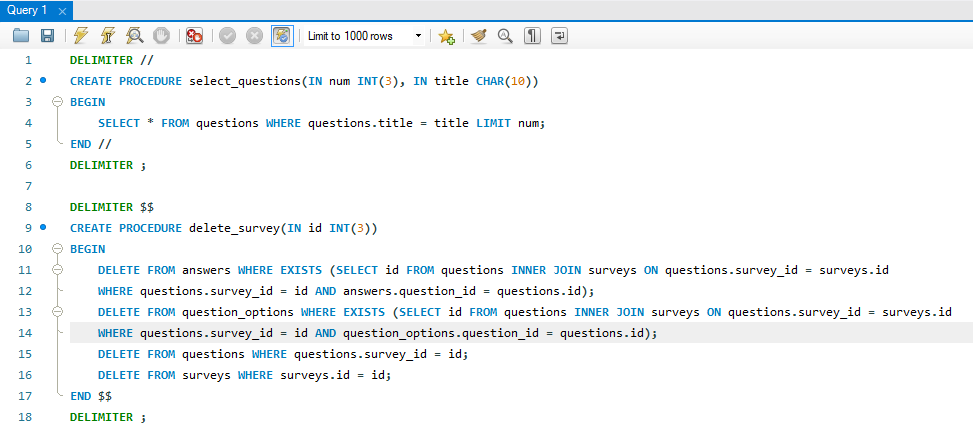 Query 1
Limit to 1000 rows
1 DELIMITER //
2 CREATE PROCEDURE select_questions(IN num INT(3), IN title CHAR(10))
3 BEGIN
4 SELECT * FROM questions WHERE questions.title = title LIMIT num;
5 END //
6 DELIMITER ;
7
8 DELIMITER $$
9 CREATE PROCEDURE delete_survey(IN id INT(3))
10 BEGIN
11 DELETE FROM answers WHERE EXISTS (SELECT id FROM questions INNER JOIN surveys ON questions.survey_id = surveys.id
12 WHERE questions.survey_id = id AND answers.question_id = questions.id);
13 DELETE FROM question_options WHERE EXISTS (SELECT id FROM questions INNER JOIN surveys ON questions.survey_id = surveys.id
14 WHERE questions.survey_id = id AND question_options.question_id = questions.id);
15 DELETE FROM questions WHERE questions.survey_id = id;
16 DELETE FROM surveys WHERE surveys.id = id;
17 END $$
18 DELIMITER ;